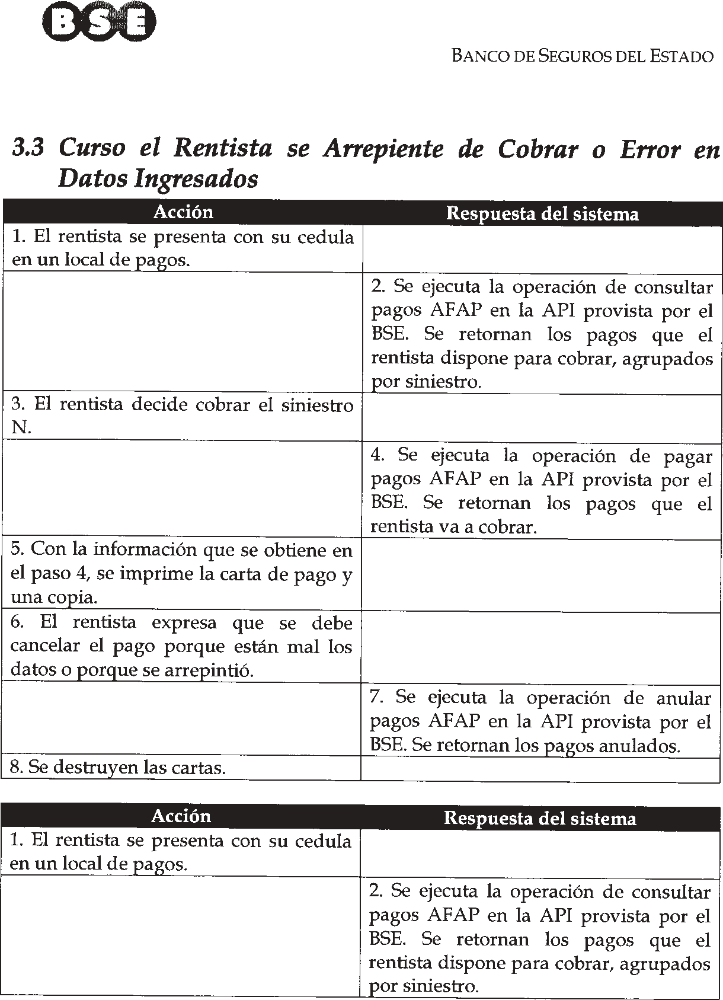 BSE
BANCO DE SEGUROS DEL ESTADO
3.3 Curso el Rentista se Arrepiente de Cobrar o Error en
Datos Ingresados
Acción
Respuesta del sistema
1. El rentista se presenta con su cedula
en un local de pagos.
2. Se ejecuta la operación de consultar
pagos AFAP en la API provista por el
BSE. Se retornan los pagos que el
rentista dispone para cobrar, agrupados
por siniestro.
3. El rentista decide cobrar el siniestro
N.
4. Se ejecuta la operación de pagar
pagos AFAP en la API provista por el
BSE. Se retornan los pagos que el
rentista va a cobrar.
5. Con la información que se obtiene en
el paso 4, se imprime la carta de pago y
una copia.
6. El rentista expresa que se debe
cancelar el pago porque están mal los
datos o porque se arrepintió.
7. Se ejecuta la operación de anular
pagos AFAP en la API provista por el
BSE. Se retornan los pagos anulados.
8. Se destruyen las cartas.
Acción
Respuesta del sistema
1. El rentista se presenta con su cedula
en un local de pagos.
2. Se ejecuta la operación de consultar
pagos AFAP en la API provista por el
BSE. Se retornan los pagos que el
rentista dispone para cobrar, agrupados
por siniestro.